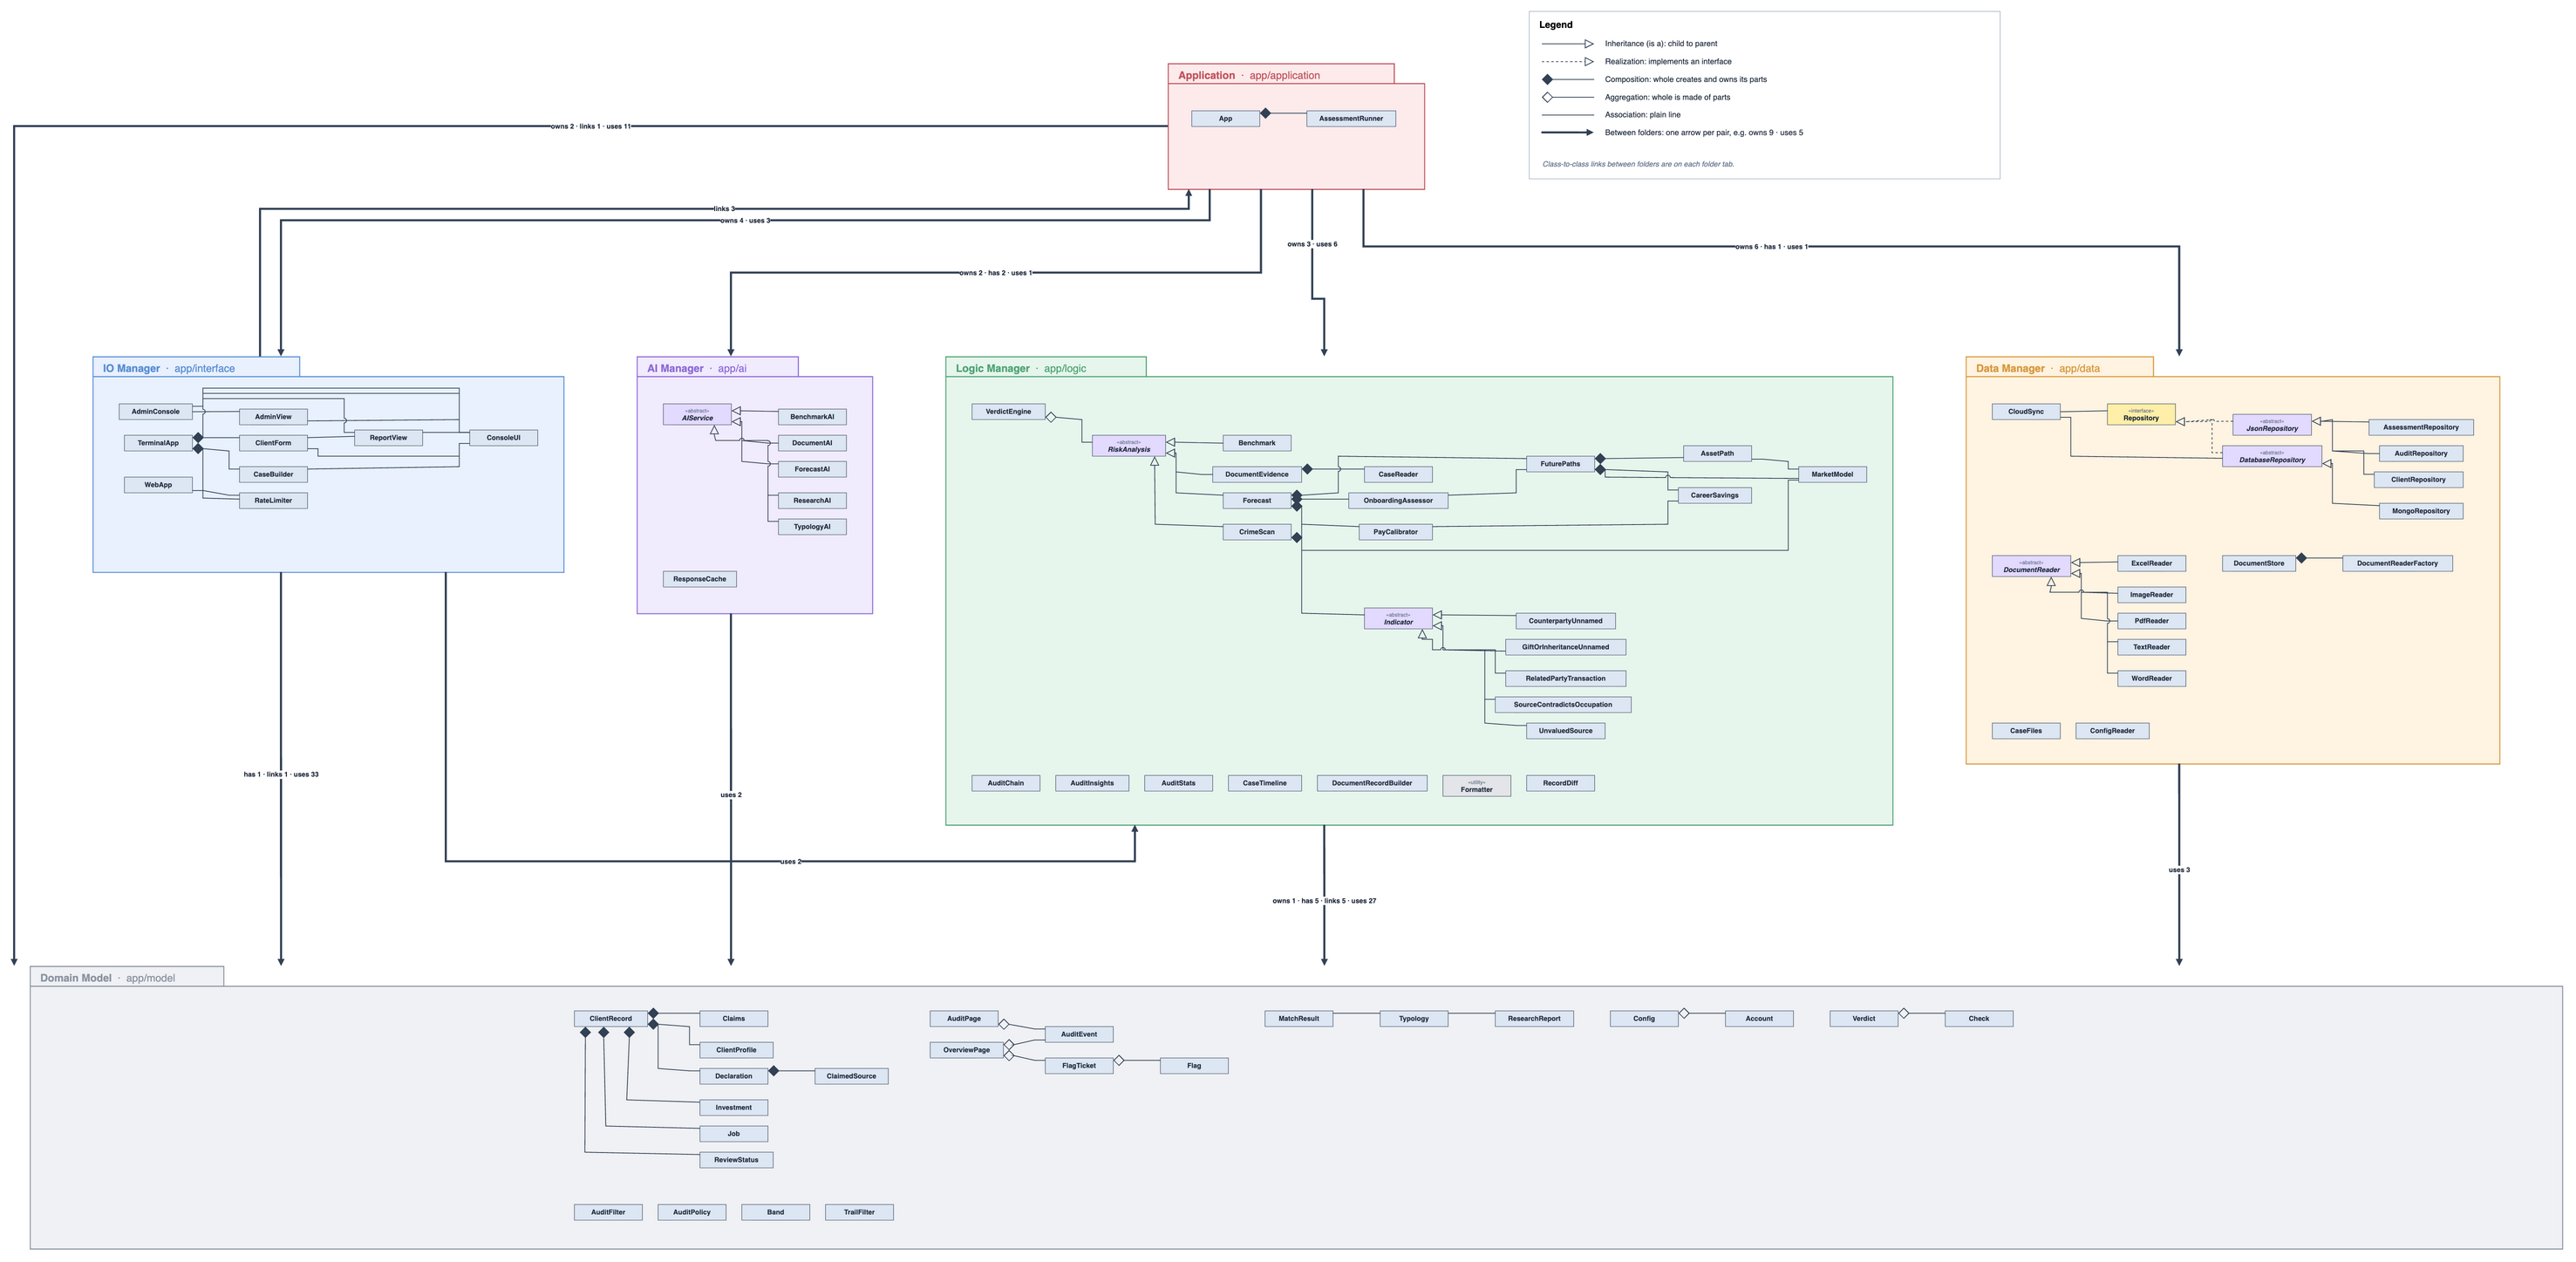 Legend
Inheritance (is a): child to parent
Realization: implements an interface
Composition: whole creates and owns its parts
Aggregation: whole is made of parts
Association: plain line
Between folders: one arrow per pair, e.g. owns 9 · uses 5
Class-to-class links between folders are on each folder tab.
Application · app/application
App
AssessmentRunner
owns 2 · links 1 · uses 11
links 3
owns 4 · uses 3
owns 3 · uses 6
owns 6 · has 1 · uses 1
owns 2 · has 2 · uses 1
IO Manager · app/interface
AdminConsole
AdminView
TerminalApp
ClientForm
ReportView
ConsoleUI
CaseBuilder
WebApp
RateLimiter
AI Manager · app/ai
«abstract»
AIService
BenchmarkAI
DocumentAI
ForecastAI
ResearchAI
TypologyAI
ResponseCache
Logic Manager · app/logic
VerdictEngine
«abstract»
RiskAnalysis
Benchmark
DocumentEvidence
CaseReader
FuturePaths
AssetPath
MarketModel
Forecast
OnboardingAssessor
CareerSavings
CrimeScan
PayCalibrator
«abstract»
Indicator
CounterpartyUnnamed
GiftOrInheritanceUnnamed
RelatedPartyTransaction
SourceContradictsOccupation
UnvaluedSource
AuditChain
AuditInsights
AuditStats
CaseTimeline
DocumentRecordBuilder
«utility»
Formatter
RecordDiff
Data Manager · app/data
CloudSync
«interface»
Repository
«abstract»
JsonRepository
AssessmentRepository
«abstract»
DatabaseRepository
AuditRepository
ClientRepository
MongoRepository
«abstract»
DocumentReader
ExcelReader
DocumentStore
DocumentReaderFactory
ImageReader
PdfReader
TextReader
WordReader
CaseFiles
ConfigReader
has 1 · links 1 · uses 33
uses 2
uses 2
owns 1 · has 5 · links 5 · uses 27
uses 3
Domain Model · app/model
ClientRecord
Claims
ClientProfile
Declaration
ClaimedSource
Investment
Job
ReviewStatus
AuditPage
AuditEvent
OverviewPage
FlagTicket
Flag
MatchResult
Typology
ResearchReport
Config
Account
Verdict
Check
AuditFilter
AuditPolicy
Band
TrailFilter